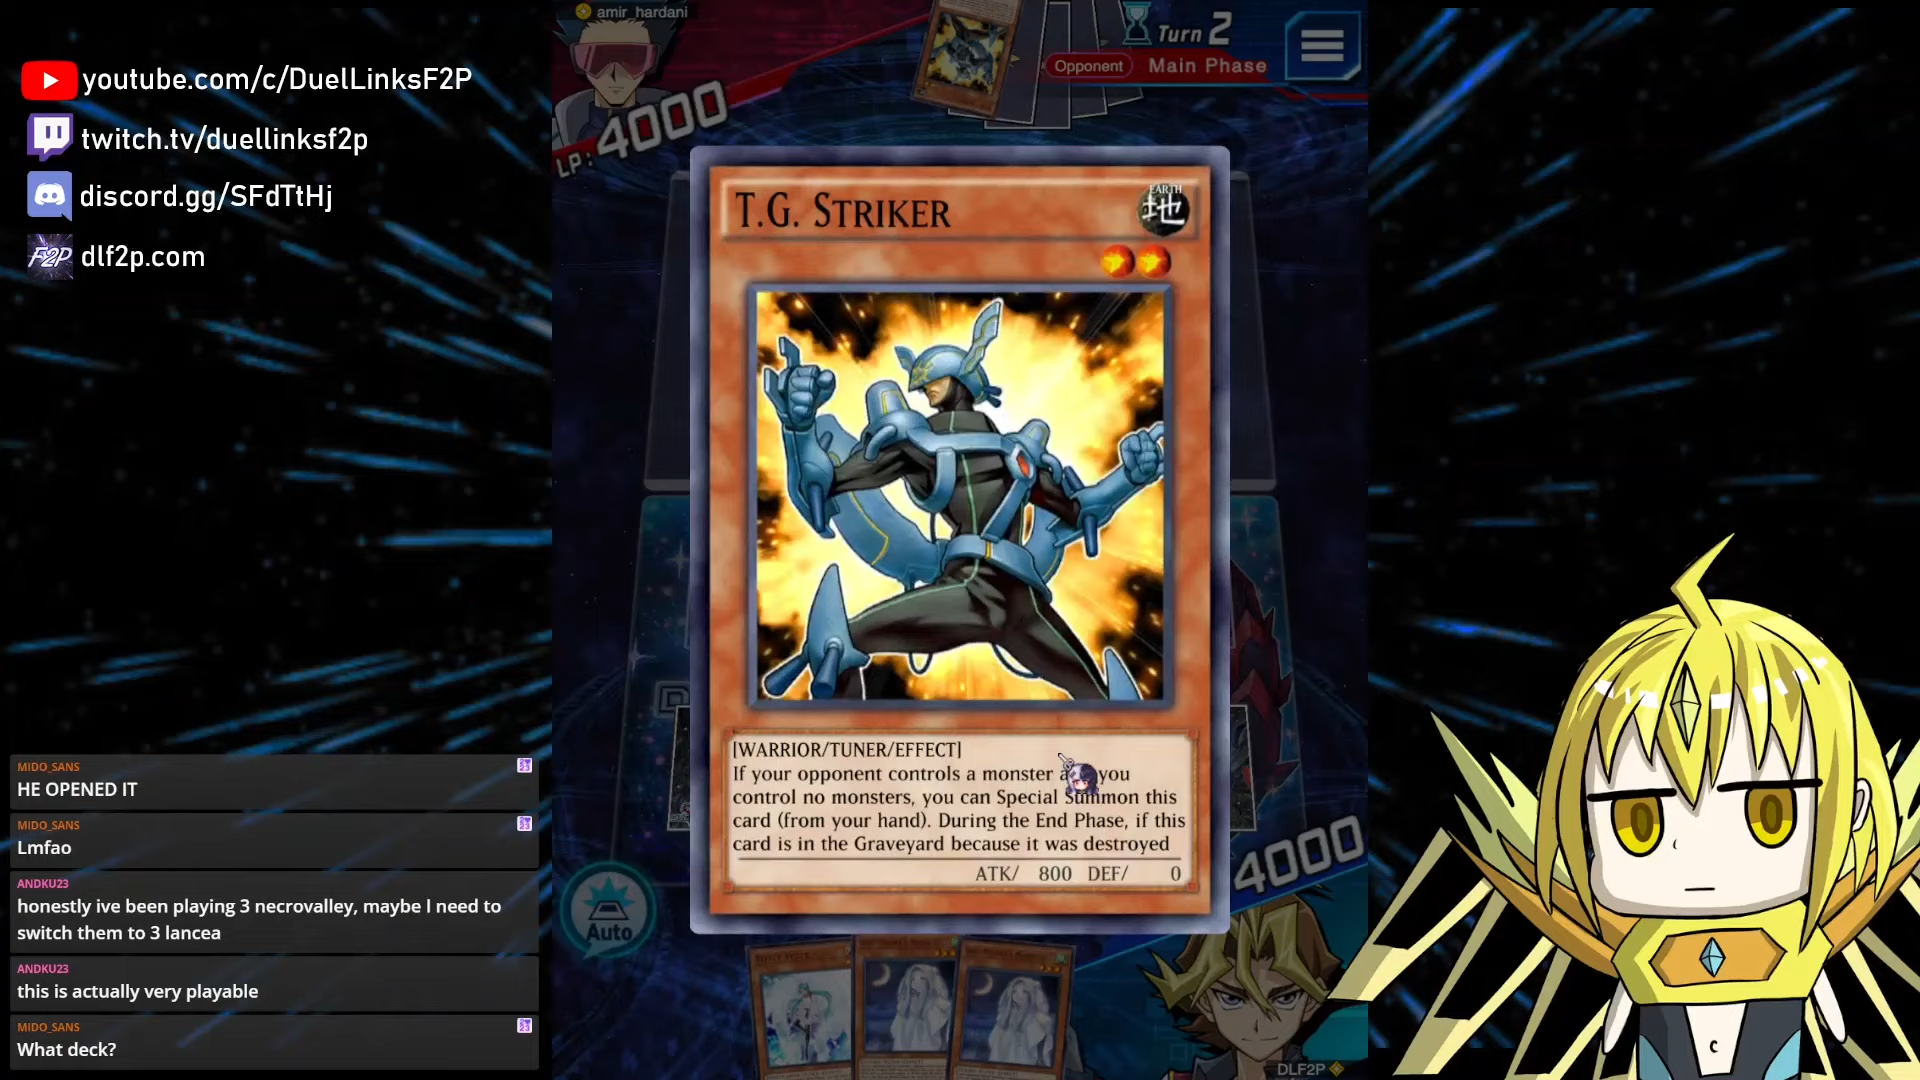 youtube.com/c/DuelLinksF2P
twitch.tv/duellinksf2p
discord.gg/SFdTtHj
F2P dlf2p.com
amir_hardani
LP: 4000
Turn 2
Opponent Main Phase
T.G. STRIKER
EARTH
地
[WARRIOR/TUNER/EFFECT]
If your opponent controls a monster you
control no monsters, you can Special Summon this
card (from your hand). During the End Phase, if this
card is in the Graveyard because it was destroyed
ATK/ 800 DEF/ 0
4000
Auto
DLF2P
MIDO_SANS
HE OPENED IT
MIDO_SANS
Lmfao
ANDKU23
honestly ive been playing 3 necrovalley, maybe I need to
switch them to 3 lancea
ANDKU23
this is actually very playable
MIDO_SANS
What deck?